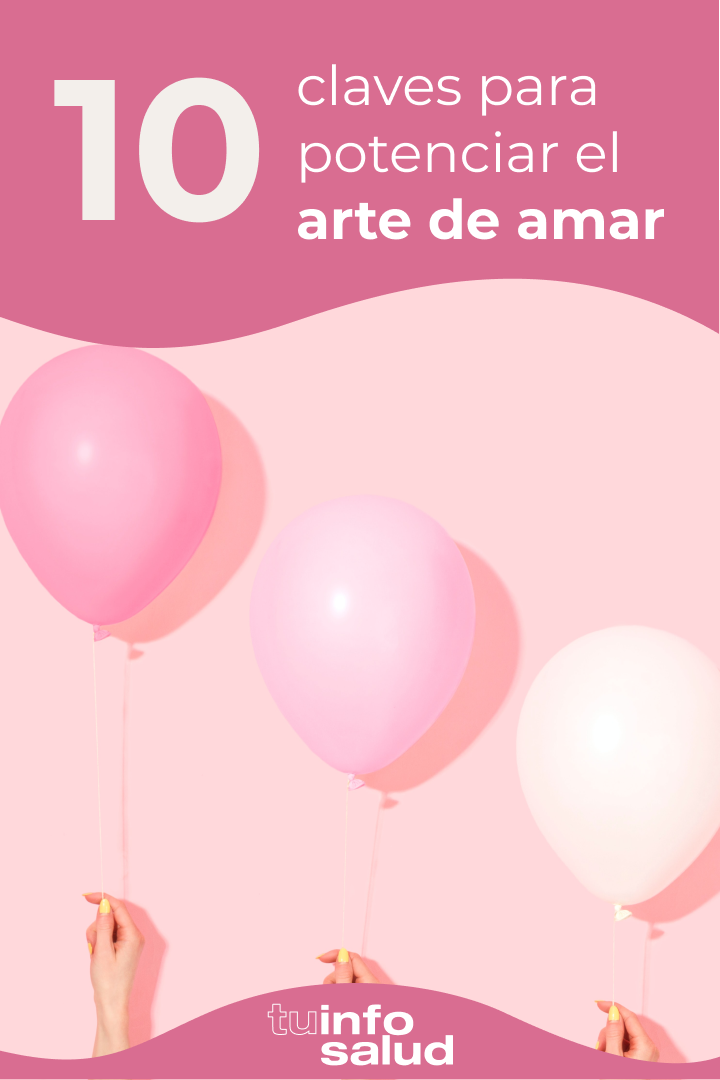 10
claves para
potenciar el
arte de amar
tuinfo
salud